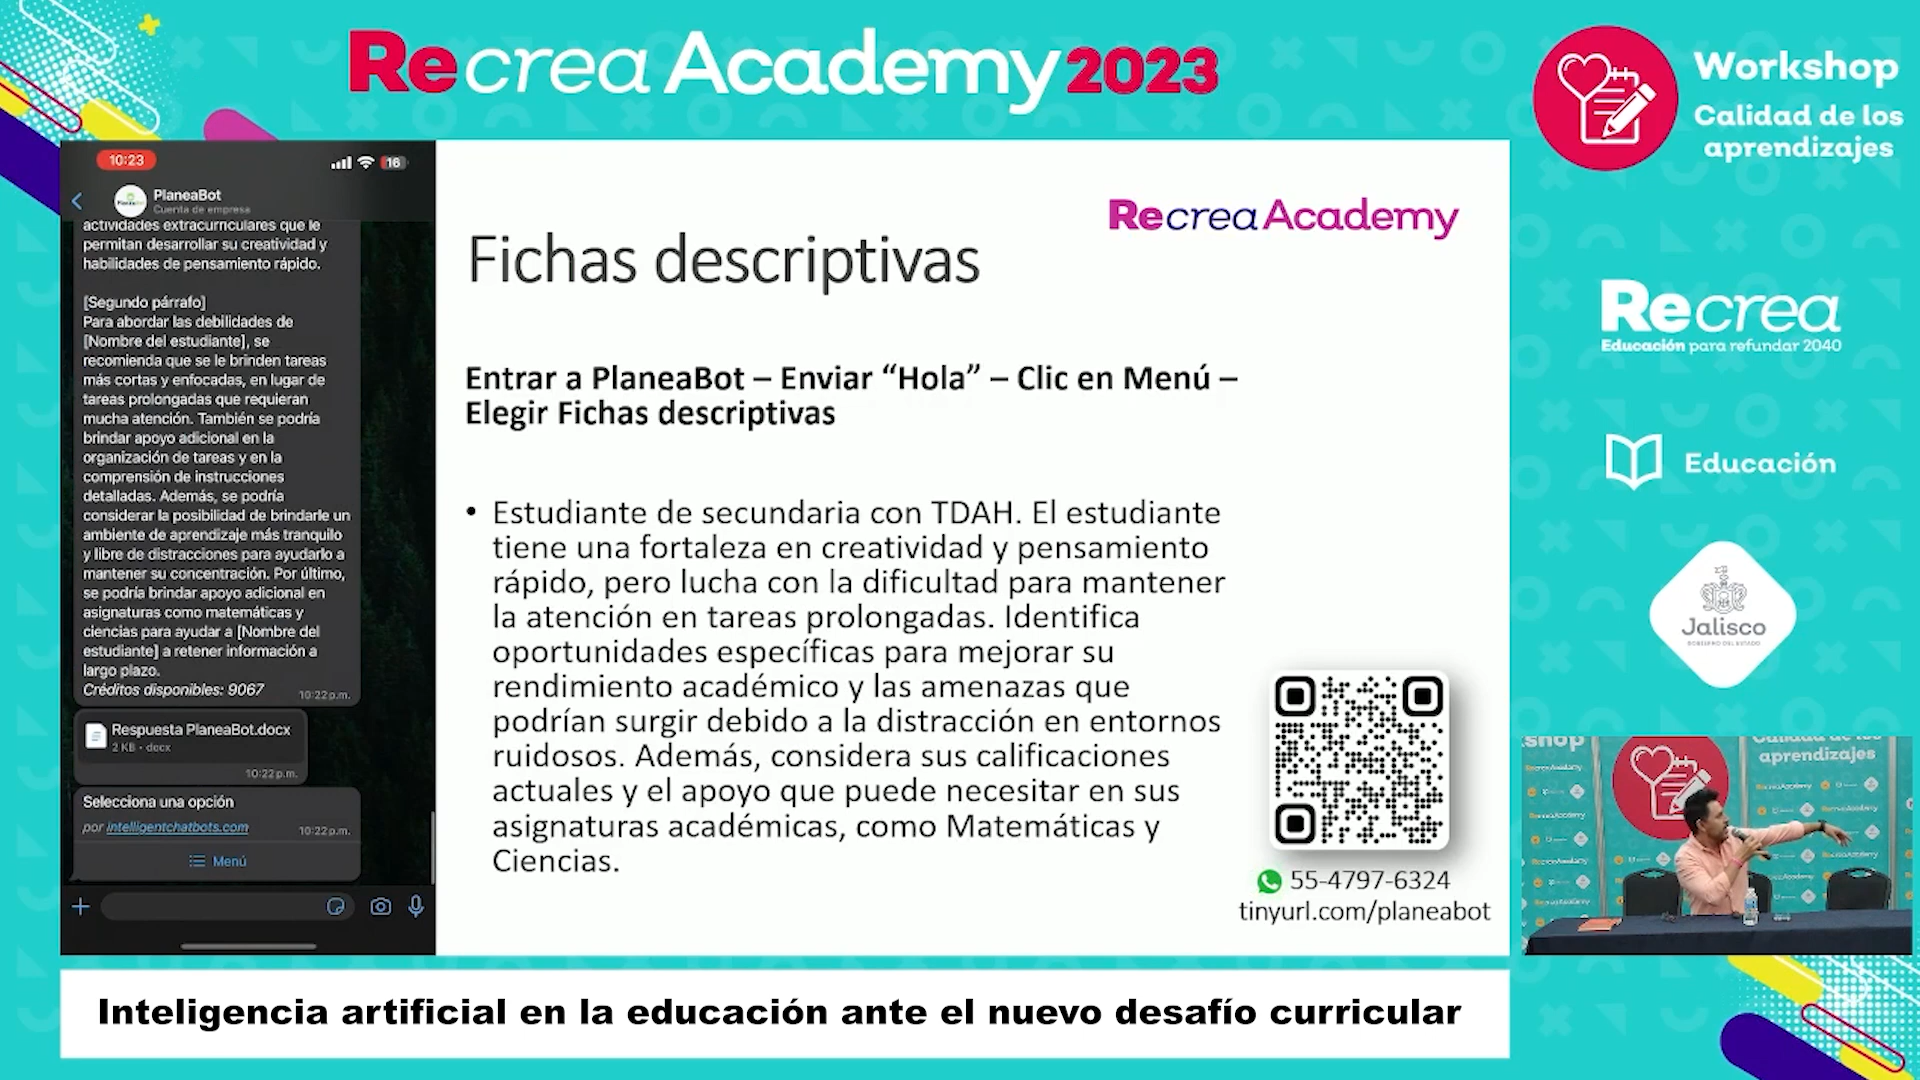 Recrea Academy 2023
Workshop
Calidad de los
aprendizajes
10:23
16
PlaneaBot
Cuenta de empresa
actividades extracurriculares que le
permitan desarrollar su creatividad y
habilidades de pensamiento rápido.
[Segundo párrafo]
Para abordar las debilidades de
[Nombre del estudiante], se
recomienda que se le brinden tareas
más cortas y enfocadas, en lugar de
tareas prolongadas que requieran
mucha atención. También se podría
brindar apoyo adicional en la
organización de tareas y en la
comprensión de instrucciones
detalladas. Además, se podría
considerar la posibilidad de brindarle un
ambiente de aprendizaje más tranquilo
y libre de distracciones para ayudarlo a
mantener su concentración. Por último,
se podría brindar apoyo adicional en
asignaturas como matemáticas y
ciencias para ayudar a [Nombre del
estudiante] a retener información a
largo plazo.
Créditos disponibles: 9067
10:22 p.m.
Respuesta PlaneaBot.docx
2 KB • docx
10:22 p.m.
Selecciona una opción
por intelligentchatbots.com
10:22 p.m.
Menú
Recrea Academy
Fichas descriptivas
Entrar a PlaneaBot – Enviar “Hola” – Clic en Menú –
Elegir Fichas descriptivas
• Estudiante de secundaria con TDAH. El estudiante
tiene una fortaleza en creatividad y pensamiento
rápido, pero lucha con la dificultad para mantener
la atención en tareas prolongadas. Identifica
oportunidades específicas para mejorar su
rendimiento académico y las amenazas que
podrían surgir debido a la distracción en entornos
ruidosos. Además, considera sus calificaciones
actuales y el apoyo que puede necesitar en sus
asignaturas académicas, como Matemáticas y
Ciencias.
55-4797-6324
tinyurl.com/planeabot
Recrea
Educación para refundar 2040
Educación
Jalisco
GOBIERNO DEL ESTADO
shop
Calidad de los
aprendizajes
Inteligencia artificial en la educación ante el nuevo desafío curricular